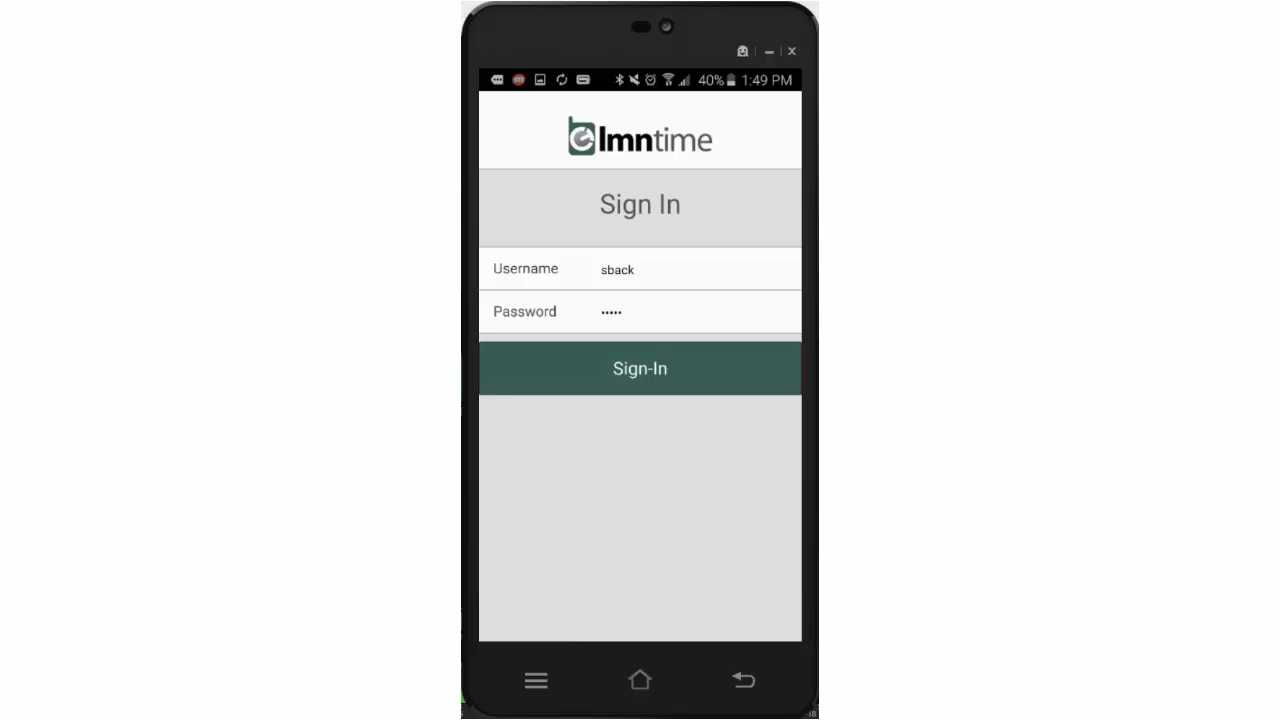 40% 1:49 PM
lmntime
Sign In
Username sback
Password •••••
Sign-In